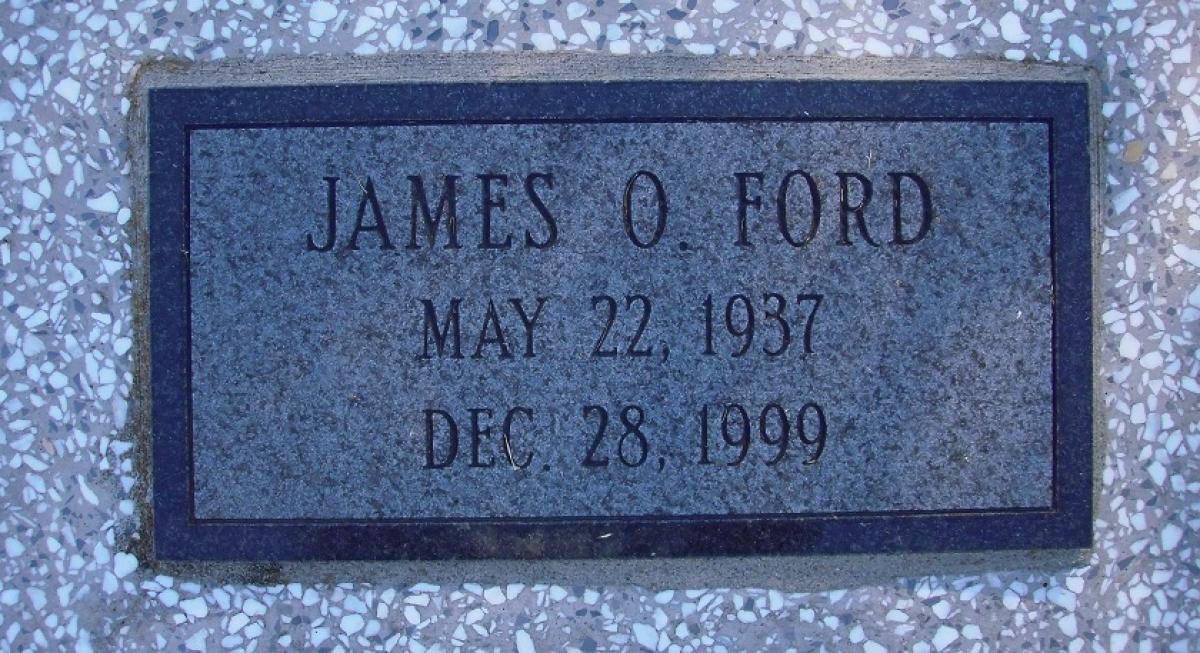 JAMES O. FORD
MAY 22, 1937
DEC. 28, 1999